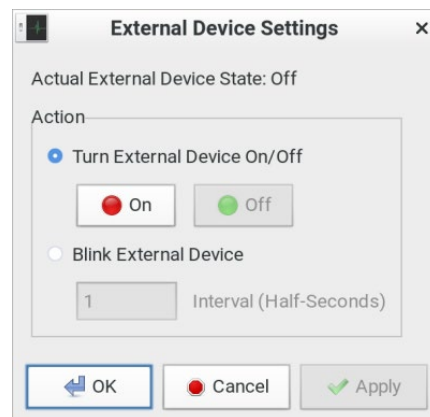 External Device Settings
Actual External Device State: Off
Action
Turn External Device On/Off
On Off
Blink External Device
1 Interval (Half-Seconds)
OK Cancel Apply